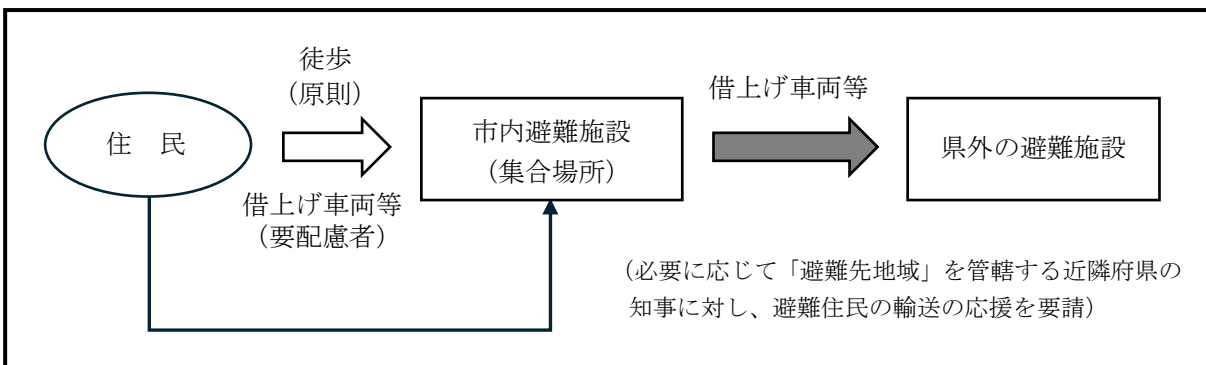 徒歩
（原則）
住　民
借上げ車両等
（要配慮者）
市内避難施設
（集合場所）
借上げ車両等
県外の避難施設
（必要に応じて「避難先地域」を管轄する近隣府県の
知事に対し、避難住民の輸送の応援を要請）